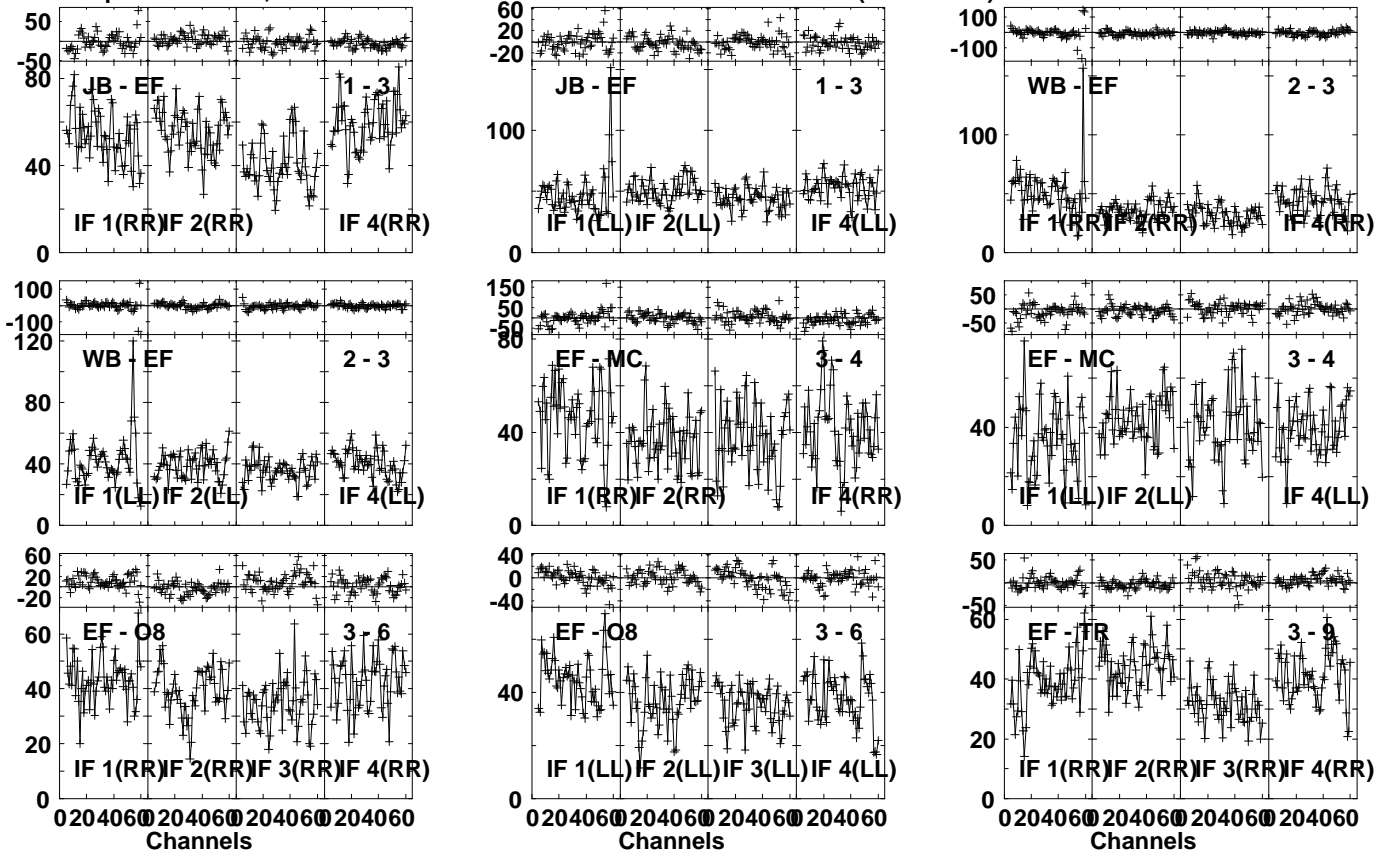 50
-50
80
40
0
JB - EF
1 - 3
IF 1(RR)
IF 2(RR)
IF 4(RR)
60
20
-20
100
0
JB - EF
1 - 3
IF 1(LL)
IF 2(LL)
IF 4(LL)
100
-100
100
0
WB - EF
2 - 3
IF 1(RR)
IF 2(RR)
IF 4(RR)
100
-100
120
80
40
0
WB - EF
2 - 3
IF 1(LL)
IF 2(LL)
IF 4(LL)
150
50
-50
80
40
0
EF - MC
3 - 4
IF 1(RR)
IF 2(RR)
IF 4(RR)
50
-50
40
0
EF - MC
3 - 4
IF 1(LL)
IF 2(LL)
IF 4(LL)
60
20
-20
60
40
20
0
EF - O8
3 - 6
IF 1(RR)
IF 2(RR)
IF 3(RR)
IF 4(RR)
0 20 40 60 0 20 40 60 0 20 40 60 0 20 40 60
Channels
40
0
-40
40
0
EF - O8
3 - 6
IF 1(LL)
IF 2(LL)
IF 3(LL)
IF 4(LL)
0 20 40 60 0 20 40 60 0 20 40 60 0 20 40 60
Channels
50
-50
60
40
20
0
EF - TR
3 - 9
IF 1(RR)
IF 2(RR)
IF 3(RR)
IF 4(RR)
0 20 40 60 0 20 40 60 0 20 40 60 0 20 40 60
Channels